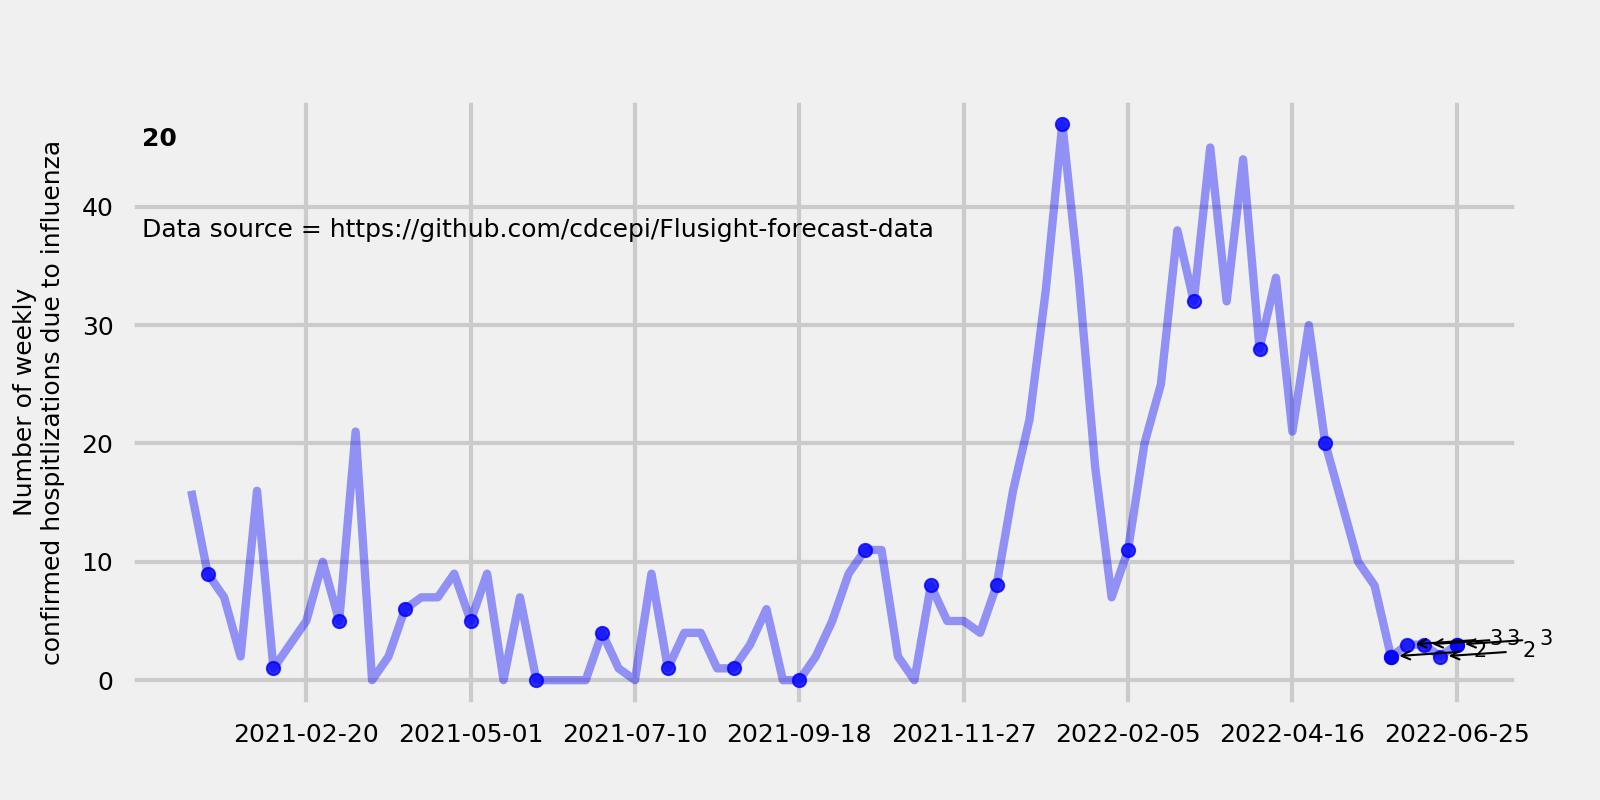 20
Data source = https://github.com/cdcepi/Flusight-forecast-data
Number of weekly
confirmed hospitlizations due to influenza
40
30
20
10
0
3 3 3
2 2
2021-02-20 2021-05-01 2021-07-10 2021-09-18 2021-11-27 2022-02-05 2022-04-16 2022-06-25